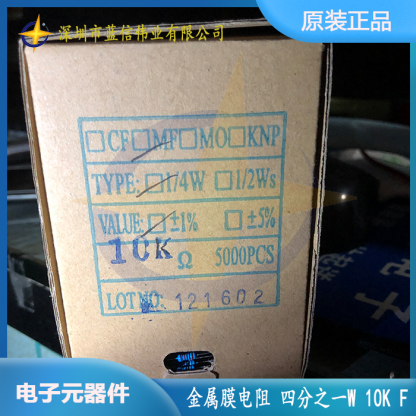 深圳市蓝信伟业有限公司
原装正品
□CF□MF□MO□KNP
TYPE:□1/4W □1/2Ws
VALUE:□±1% □±5%
10K Ω 5000PCS
LOT NO. 121602
电子元器件
金属膜电阻 四分之一W 10K F